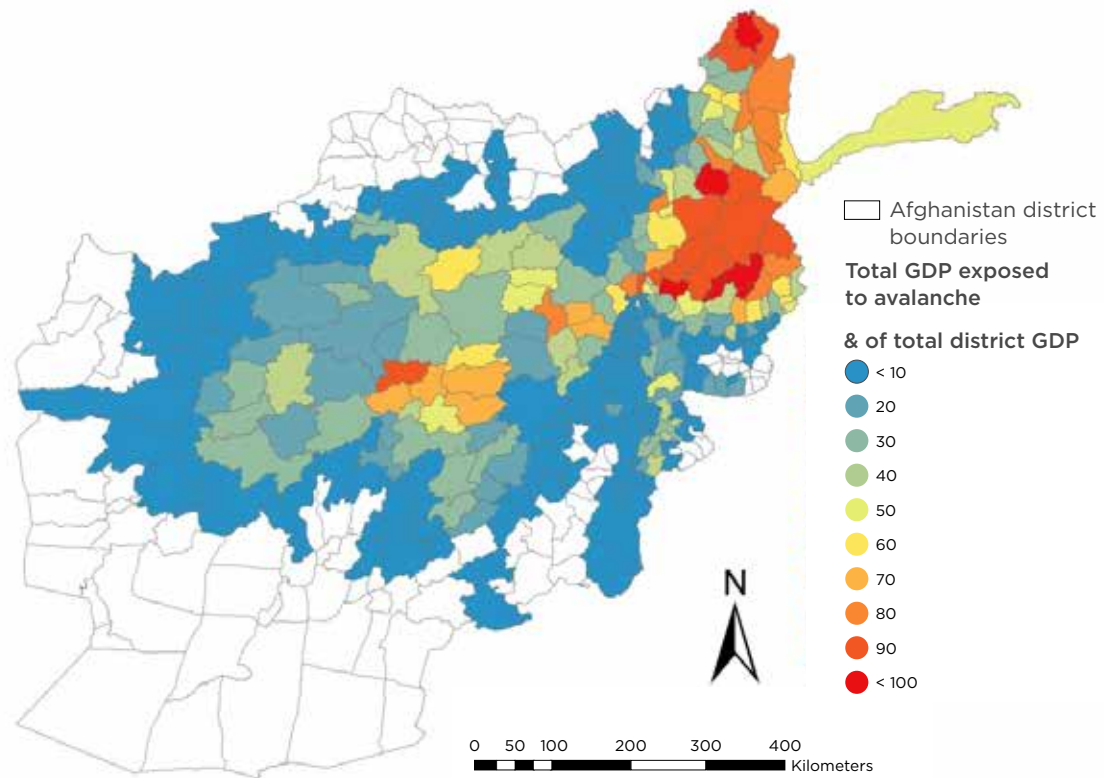 Afghanistan district
boundaries
Total GDP exposed
to avalanche
& of total district GDP
< 10
20
30
40
50
60
70
80
90
< 100
N
0 50 100 200 300 400
Kilometers